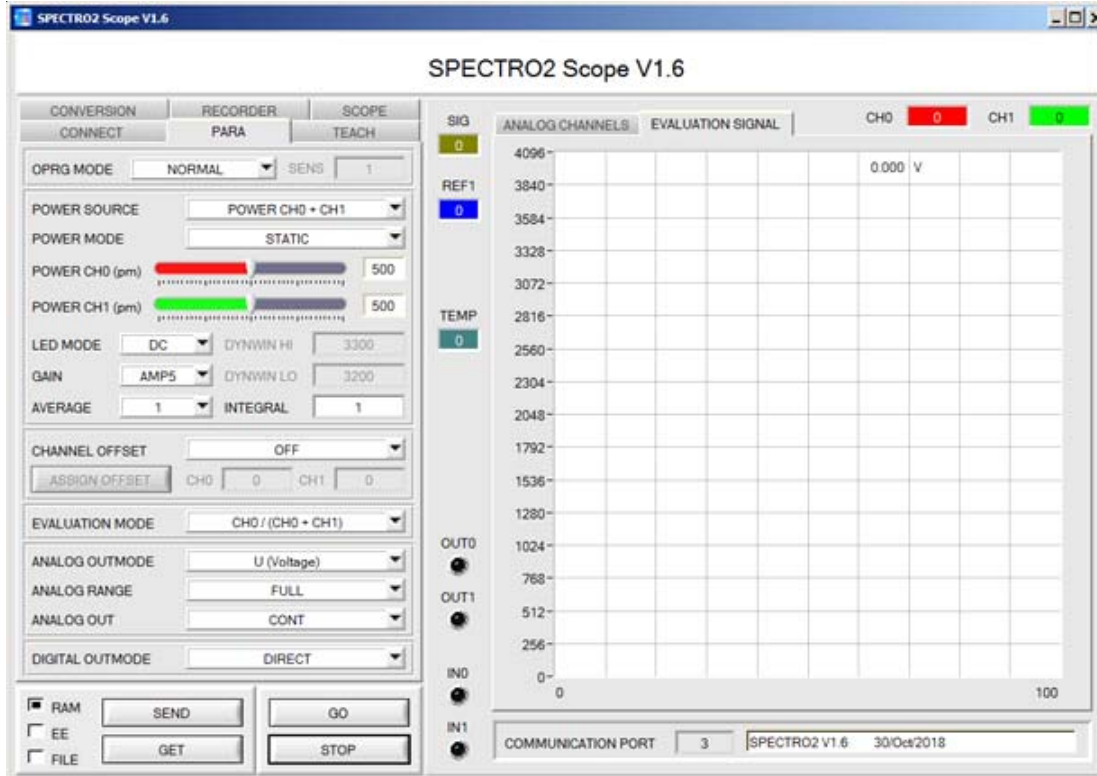 SPECTRO2 Scope V1.6
SPECTRO2 Scope V1.6
CONVERSION RECORDER SCOPE
CONNECT PARA TEACH
OPRG MODE NORMAL SENS 1
POWER SOURCE POWER CH0 + CH1
POWER MODE STATIC
POWER CH0 (pm) 500
POWER CH1 (pm) 500
LED MODE DC DYNWIN HI 3300
GAIN AMP5 DYNWIN LO 3200
AVERAGE 1 INTEGRAL 1
CHANNEL OFFSET OFF
ASSIGN OFFSET CH0 0 CH1 0
EVALUATION MODE CH0 / (CH0 + CH1)
ANALOG OUTMODE U (Voltage)
ANALOG RANGE FULL
ANALOG OUT CONT
DIGITAL OUTMODE DIRECT
RAM
EE
FILE
SEND
GET
GO
STOP
SIG
0
REF1
0
TEMP
0
OUT0
OUT1
IN0
IN1
ANALOG CHANNELS EVALUATION SIGNAL CH0 0 CH1 0
0.000 V
4096
3840
3584
3328
3072
2816
2560
2304
2048
1792
1536
1280
1024
768
512
256
0
0 100
COMMUNICATION PORT 3 SPECTRO2 V1.6 30/Oct/2018